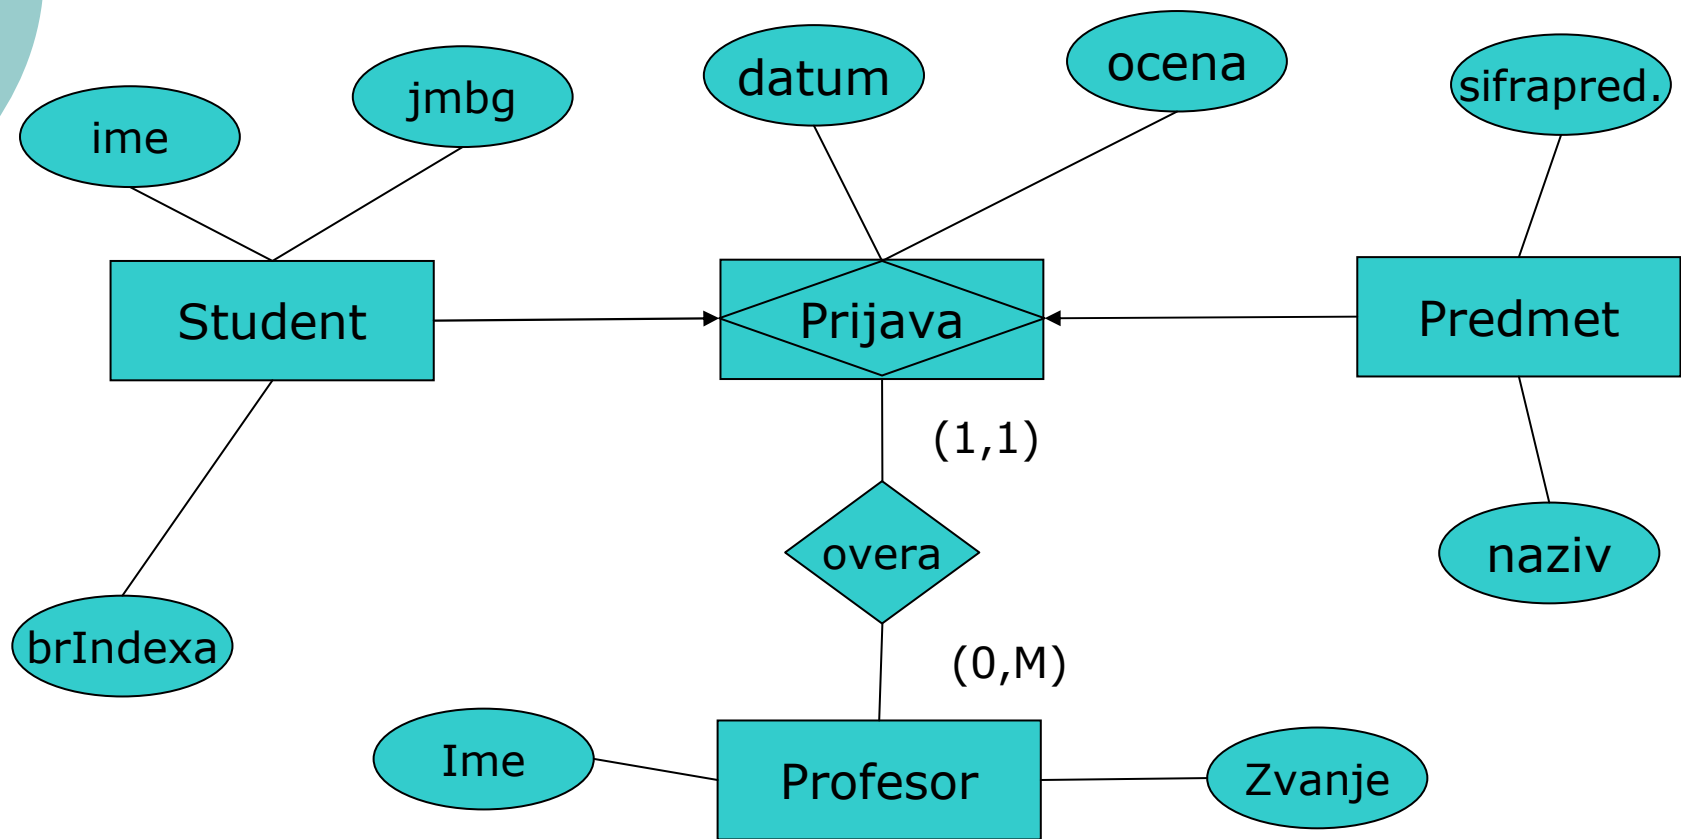 ime
jmbg
datum
ocena
sifrapred.
Student
Prijava
Predmet
(1,1)
overa
naziv
brIndexa
(0,M)
Ime
Profesor
Zvanje